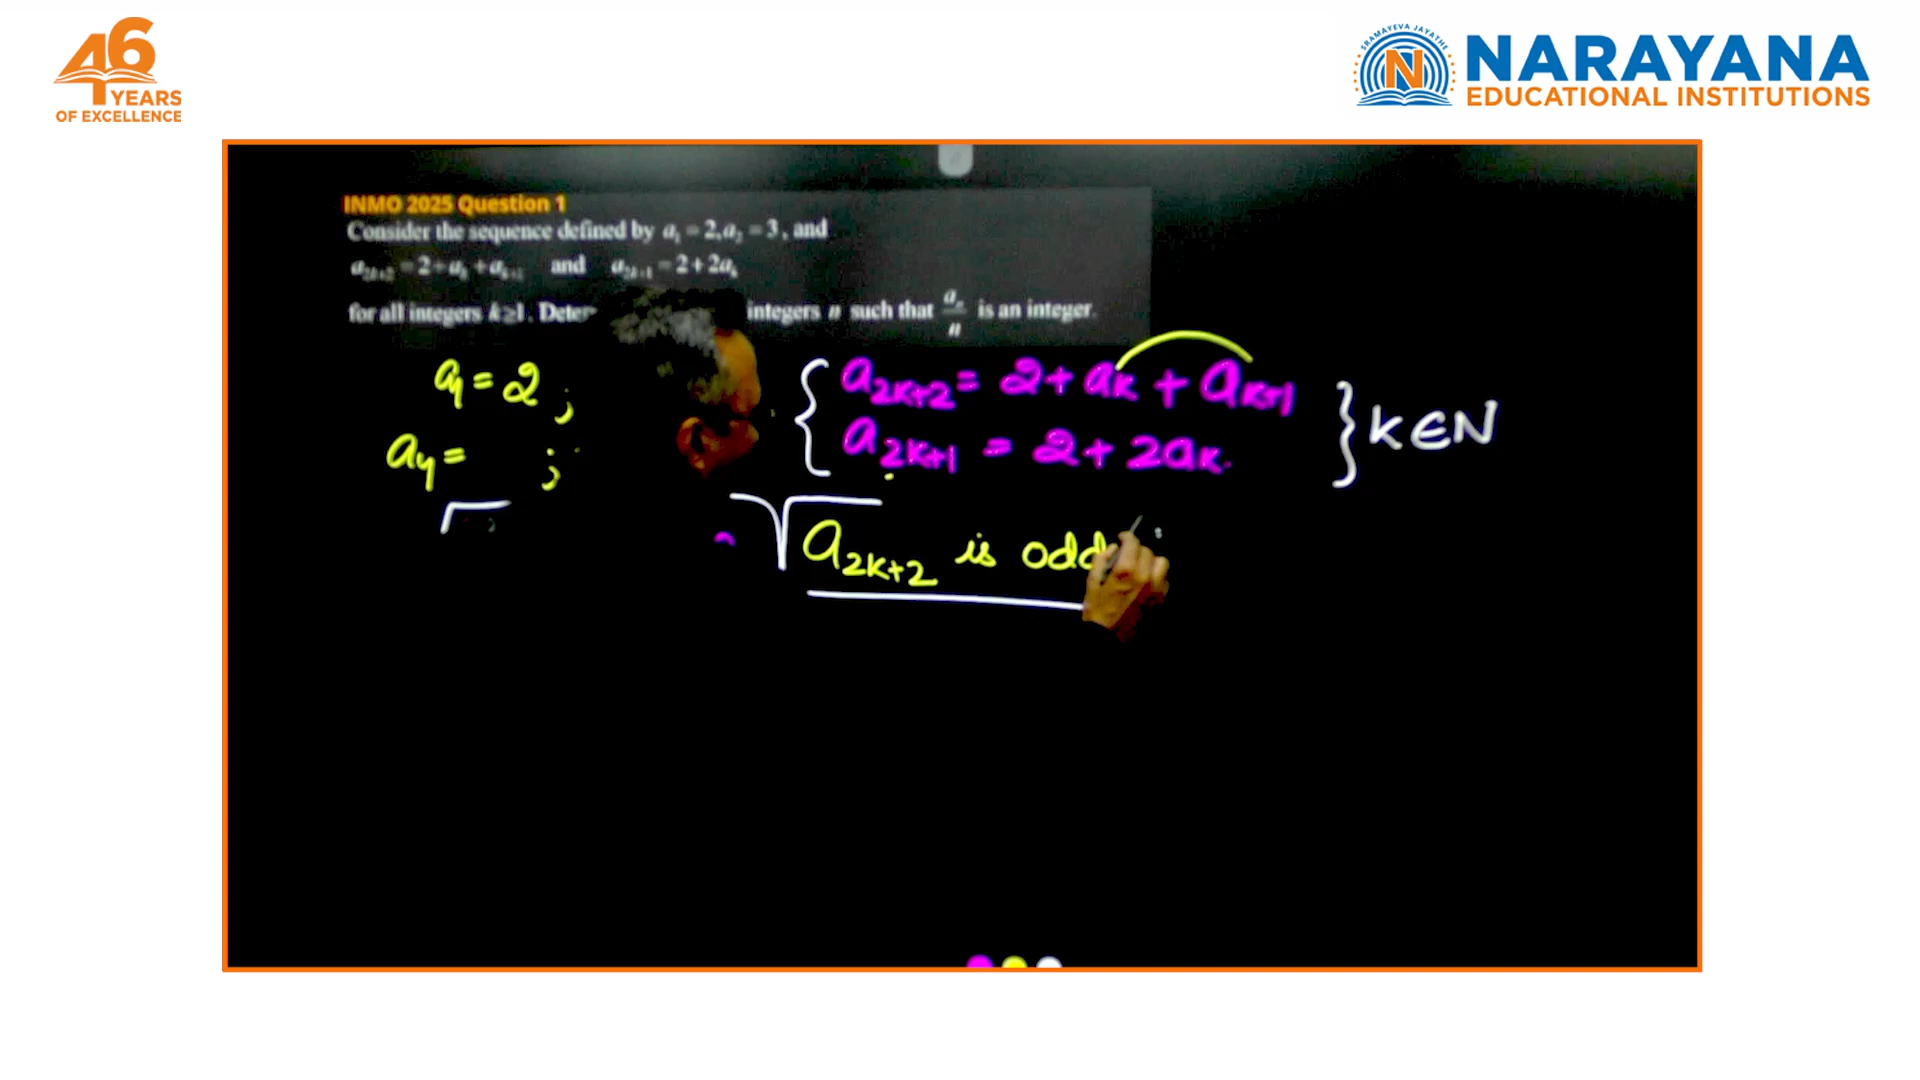 46
YEARS
OF EXCELLENCE
SRAMAYEVA JAYATHE
N
NARAYANA
EDUCATIONAL INSTITUTIONS
INMO 2025 Question 1
Consider the sequence defined by a₁ = 2, a₂ = 3, and
a₂ₖ₊₂ = 2 + aₖ + aₖ₊₁ and a₂ₖ₊₁ = 2 + 2aₖ
for all integers k ≥ 1. integers n such that aₙ/n is an integer.
a₁ = 2 ;
a₄ = ;
{ a₂ₖ₊₂ = 2 + aₖ + aₖ₊₁
a₂ₖ₊₁ = 2 + 2aₖ. } k ∈ N
a₂ₖ₊₂ is odd